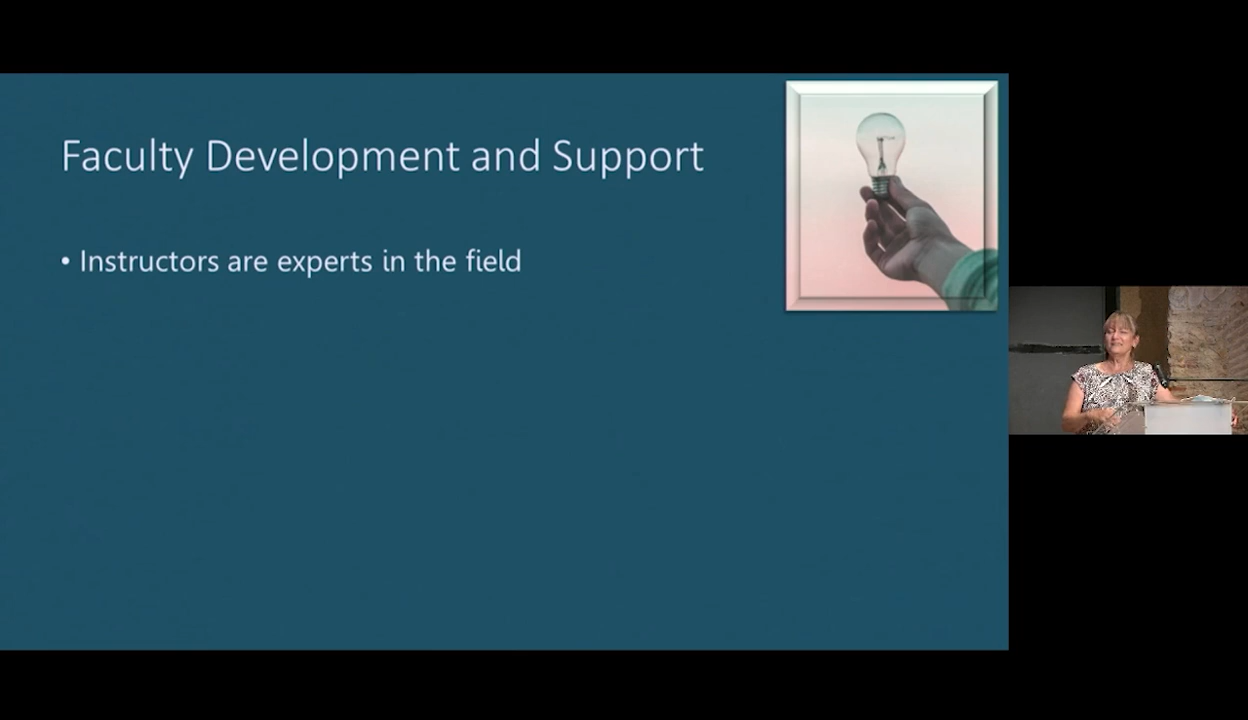 Faculty Development and Support
• Instructors are experts in the field